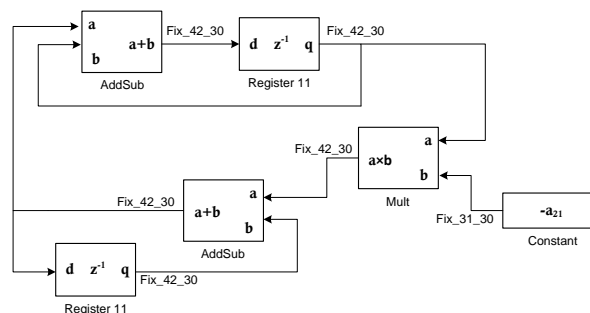 a
b
a+b
AddSub
Fix_42_30
d z⁻¹ q
Register 11
Fix_42_30
Fix_42_30
a×b
a
b
Mult
Fix_31_30
-a₂₁
Constant
Fix_42_30
a+b
a
b
AddSub
d z⁻¹ q
Register 11
Fix_42_30